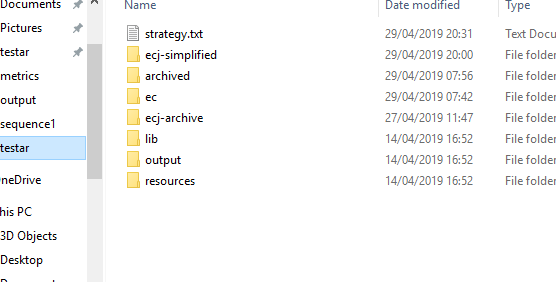 Documents
Pictures
testar
metrics
output
sequence1
testar
neDrive
his PC
3D Objects
Desktop
Name Date modified Type
strategy.txt 29/04/2019 20:31 Text Docu
ecj-simplified 29/04/2019 20:00 File folder
archived 29/04/2019 07:56 File folder
ec 29/04/2019 07:42 File folder
ecj-archive 27/04/2019 11:47 File folder
lib 14/04/2019 16:52 File folder
output 14/04/2019 16:52 File folder
resources 14/04/2019 16:52 File folder